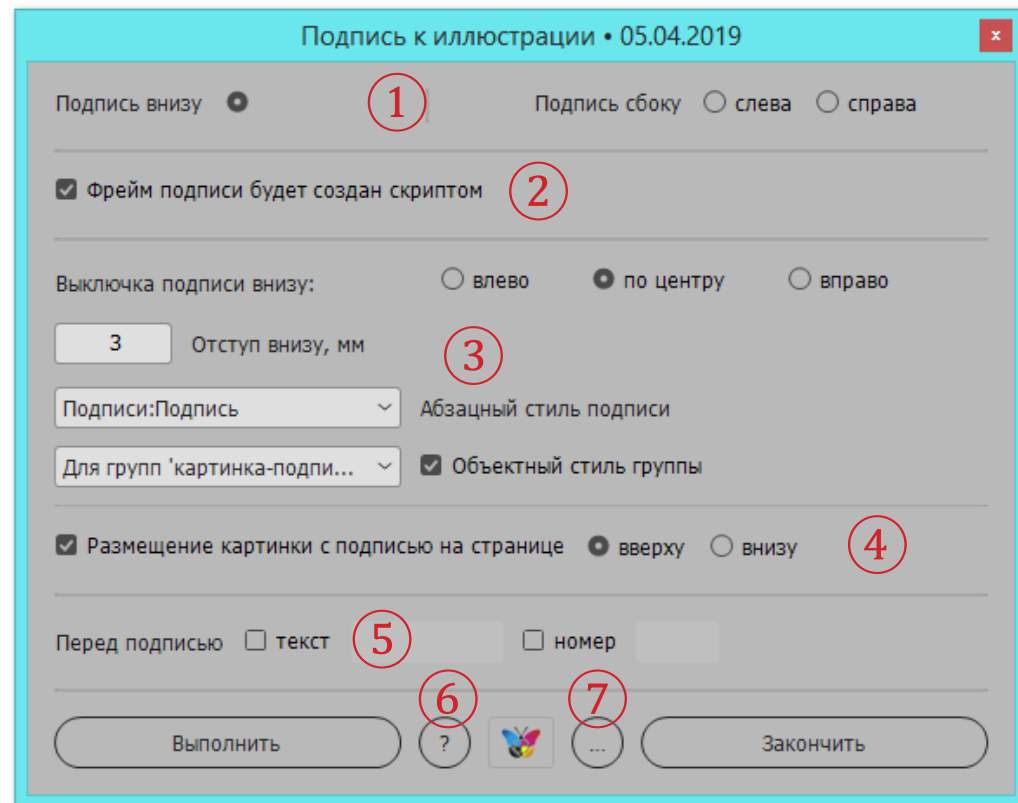 Подпись к иллюстрации • 05.04.2019 x
Подпись внизу 1 Подпись сбоку слева справа
Фрейм подписи будет создан скриптом 2
Выключка подписи внизу: влево по центру вправо
3 Отступ внизу, мм 3
Подписи:Подпись Абзацный стиль подписи
Для групп 'картинка-подпи... Объектный стиль группы
Размещение картинки с подписью на странице вверху внизу 4
Перед подписью текст 5 номер
6 7
Выполнить ? ... Закончить